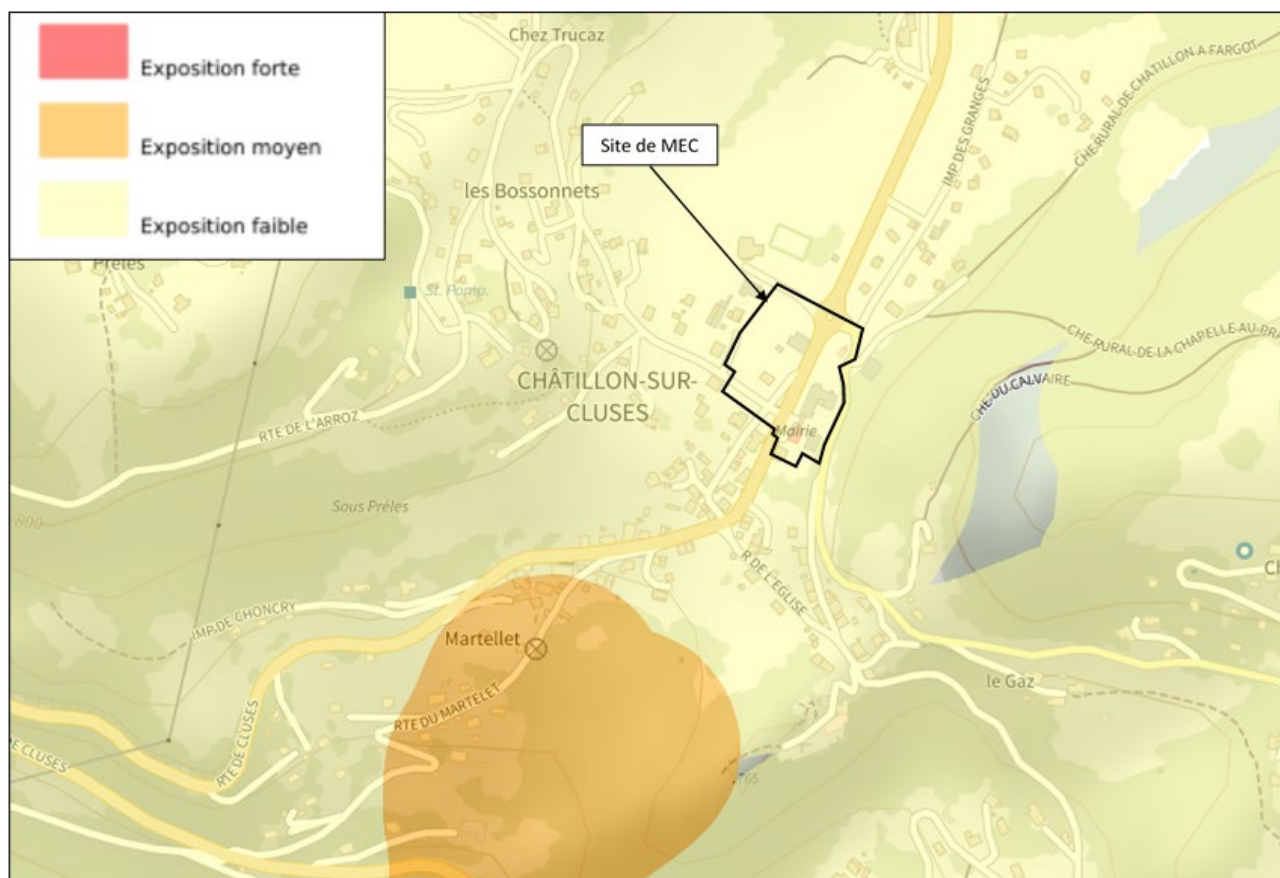 Exposition forte
Exposition moyen
Exposition faible
Chez Trucaz
Site de MEC
les Bossonnets
IMP DES GRANGES
CHE RURAL DE CHATILLON A FARGOT
Prêles
St. Pomp.
CHÂTILLON-SUR-
CLUSES
CHE RURAL DE LA CHAPELLE AU BRA
CHE DU CALVAIRE
RTE DE L'ARROZ
Mairie
800
Sous Prêles
R DE L'EGLISE
IMP DE CHONCRY
Martellet
le Gaz
RTE DU MARTELET
RTE DE CLUSES
DE CLUSES
65
Ch